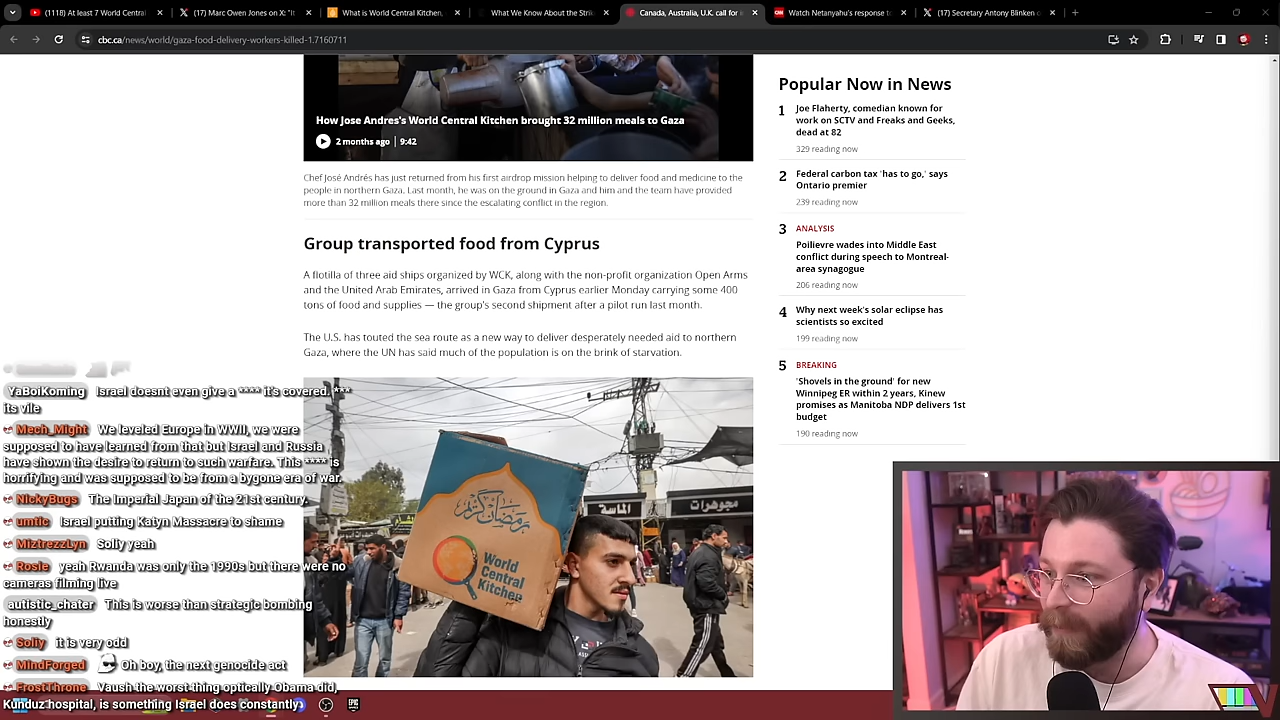 (1118) At least 7 World Central
(17) Marc Owen Jones on X: "It
What is World Central Kitchen,
What We Know About the Strik
Canada, Australia, U.K. call for i
Watch Netanyahu's response to
(17) Secretary Antony Blinken o
cbc.ca/news/world/gaza-food-delivery-workers-killed-1.7160711
How Jose Andres's World Central Kitchen brought 32 million meals to Gaza
2 months ago | 9:42
Chef José Andrés has just returned from his first airdrop mission helping to deliver food and medicine to the
people in northern Gaza. Last month, he was on the ground in Gaza and him and the team have provided
more than 32 million meals there since the escalating conflict in the region.
Group transported food from Cyprus
A flotilla of three aid ships organized by WCK, along with the non-profit organization Open Arms
and the United Arab Emirates, arrived in Gaza from Cyprus earlier Monday carrying some 400
tons of food and supplies — the group's second shipment after a pilot run last month.
The U.S. has touted the sea route as a new way to deliver desperately needed aid to northern
Gaza, where the UN has said much of the population is on the brink of starvation.
رمضان كريم
World
Central
Kitchen
الماسة
مجوهرات
Popular Now in News
1
Joe Flaherty, comedian known for
work on SCTV and Freaks and Geeks,
dead at 82
329 reading now
2
Federal carbon tax 'has to go,' says
Ontario premier
239 reading now
3
ANALYSIS
Poilievre wades into Middle East
conflict during speech to Montreal-
area synagogue
206 reading now
4
Why next week's solar eclipse has
scientists so excited
199 reading now
5
BREAKING
'Shovels in the ground' for new
Winnipeg ER within 2 years, Kinew
promises as Manitoba NDP delivers 1st
budget
190 reading now
YaBoiKoming Israel doesnt even give a **** it's covered. ***
its vile
Mech_Might We leveled Europe in WWII, we were
supposed to have learned from that but Israel and Russia
have shown the desire to return to such warfare. This **** is
horrifying and was supposed to be from a bygone era of war.
NickyBugs The Imperial Japan of the 21st century.
umtic Israel putting Katyn Massacre to shame
MiztrezzLyn Solly yeah
Rosie yeah Rwanda was only the 1990s but there were no
cameras filming live
autistic_chater This is worse than strategic bombing
honestly
Solly it is very odd
MindForged Oh boy, the next genocide act
FrostThrone Vaush the worst thing optically Obama did,
Kunduz hospital, is something Israel does constantly